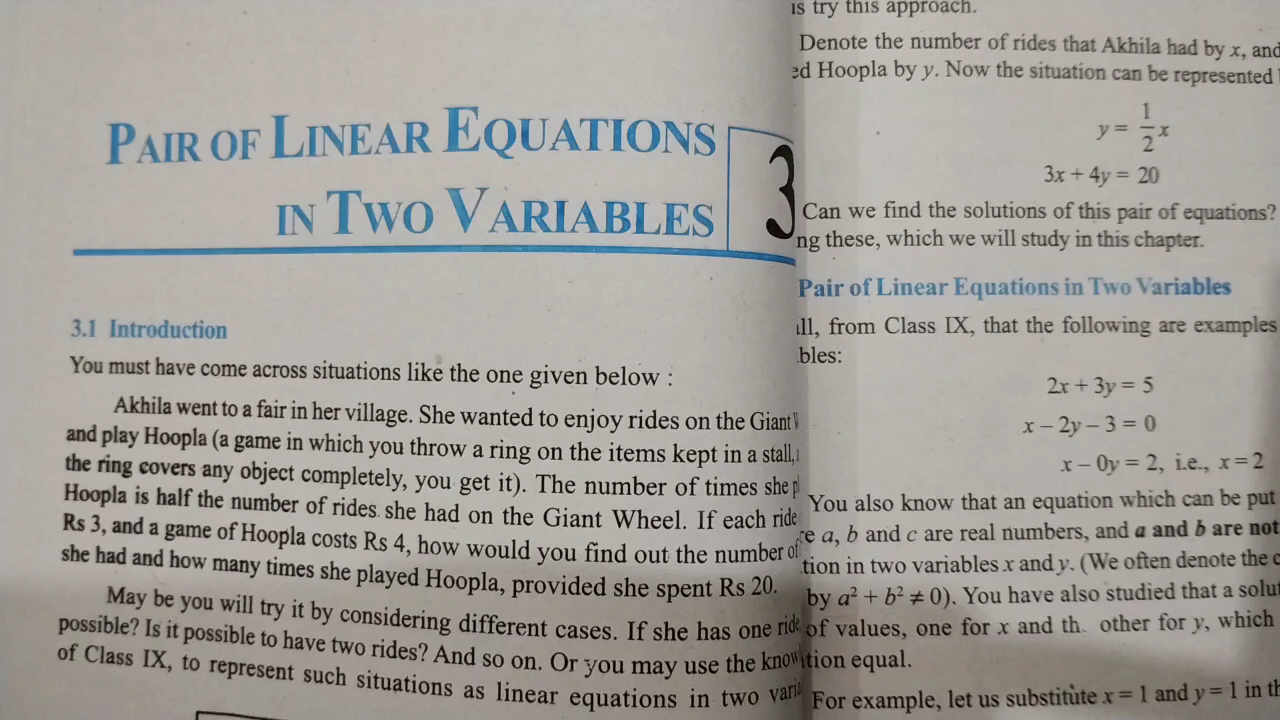 PAIR OF LINEAR EQUATIONS
IN TWO VARIABLES
3
3.1 Introduction
You must have come across situations like the one given below :
Akhila went to a fair in her village. She wanted to enjoy rides on the Giant
and play Hoopla (a game in which you throw a ring on the items kept in a stall,
the ring covers any object completely, you get it). The number of times she
Hoopla is half the number of rides she had on the Giant Wheel. If each ride
Rs 3, and a game of Hoopla costs Rs 4, how would you find out the number of
she had and how many times she played Hoopla, provided she spent Rs 20.
May be you will try it by considering different cases. If she has one ride,
possible? Is it possible to have two rides? And so on. Or you may use the
of Class IX, to represent such situations as linear equations in two
is try this approach.
Denote the number of rides that Akhila had by x, and
Hoopla by y. Now the situation can be represented
y = 1/2 x
3x + 4y = 20
Can we find the solutions of this pair of equations?
these, which we will study in this chapter.
Pair of Linear Equations in Two Variables
from Class IX, that the following are examples
2x + 3y = 5
x – 2y – 3 = 0
x – 0y = 2, i.e., x = 2
You also know that an equation which can be put
a, b and c are real numbers, and a and b are not
in two variables x and y. (We often denote the
by a² + b² ≠ 0). You have also studied that a
of values, one for x and other for y, which
equal.
For example, let us substitute x = 1 and y = 1 in